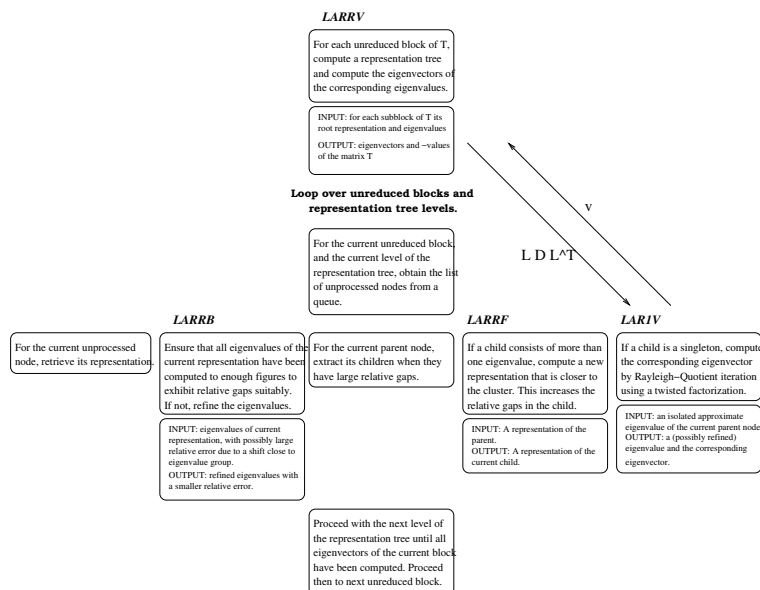 LARRV
For each unreduced block of T,
compute a representation tree
and compute the eigenvectors of
the corresponding eigenvalues.
INPUT: for each subblock of T its
root representation and eigenvalues
OUTPUT: eigenvectors and −values
of the matrix T
Loop over unreduced blocks and
representation tree levels.
v
L D L^T
For the current unreduced block,
and the current level of the
representation tree, obtain the list
of unprocessed nodes from a
queue.
For the current unprocessed
node, retrieve its representation.
LARRB
Ensure that all eigenvalues of the
current representation have been
computed to enough figures to
exhibit relative gaps suitably.
If not, refine the eigenvalues.
INPUT: eigenvalues of current
representation, with possibly large
relative error due to a shift close to
eigenvalue group.
OUTPUT: refined eigenvalues with
a smaller relative error.
For the current parent node,
extract its children when they
have large relative gaps.
LARRF
If a child consists of more than
one eigenvalue, compute a new
representation that is closer to
the cluster. This increases the
relative gaps in the child.
INPUT: A representation of the
parent.
OUTPUT: A representation of the
current child.
LAR1V
If a child is a singleton, compute
the corresponding eigenvector
by Rayleigh−Quotient iteration
using a twisted factorization.
INPUT: an isolated approximate
eigenvalue of the current parent node
OUTPUT: a (possibly refined)
eigenvalue and the corresponding
eigenvector.
Proceed with the next level of
the representation tree until all
eigenvectors of the current block
have been computed. Proceed
then to next unreduced block.